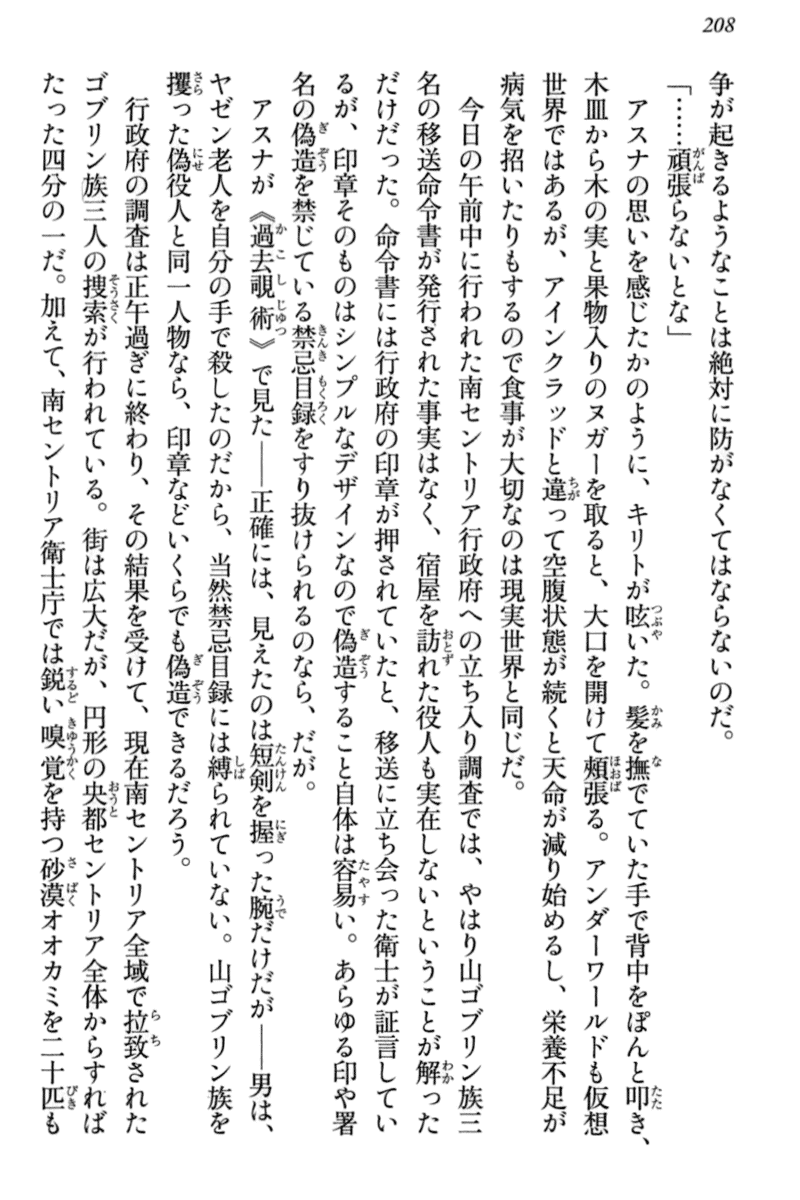 208
争が起きるようなことは絶対に防がなくてはならないのだ。
「……頑張らないとな」
アスナの思いを感じたかのように、キリトが呟いた。髪を撫でていた手で背中をぽんと叩き、
木皿から木の実と果物入りのヌガーを取ると、大口を開けて頰張る。アンダーワールドも仮想
世界ではあるが、アインクラッドと違って空腹状態が続くと天命が減り始めるし、栄養不足が
病気を招いたりもするので食事が大切なのは現実世界と同じだ。
今日の午前中に行われた南セントリア行政府への立ち入り調査では、やはり山ゴブリン族三
名の移送命令書が発行された事実はなく、宿屋を訪れた役人も実在しないということが解った
だけだった。命令書には行政府の印章が押されていたと、移送に立ち会った衛士が証言してい
るが、印章そのものはシンプルなデザインなので偽造すること自体は容易い。あらゆる印や署
名の偽造を禁じている禁忌目録をすり抜けられるのなら、だが。
アスナが《過去覗術》で見た――正確には、見えたのは短剣を握った腕だけだが――男は、
ヤゼン老人を自分の手で殺したのだから、当然禁忌目録には縛られていない。山ゴブリン族を
攫った偽役人と同一人物なら、印章などいくらでも偽造できるだろう。
行政府の調査は正午過ぎに終わり、その結果を受けて、現在南セントリア全域で拉致された
ゴブリン族三人の捜索が行われている。街は広大だが、円形の央都セントリア全体からすれば
たった四分の一だ。加えて、南セントリア衛士庁では鋭い嗅覚を持つ砂漠オオカミを二十匹も